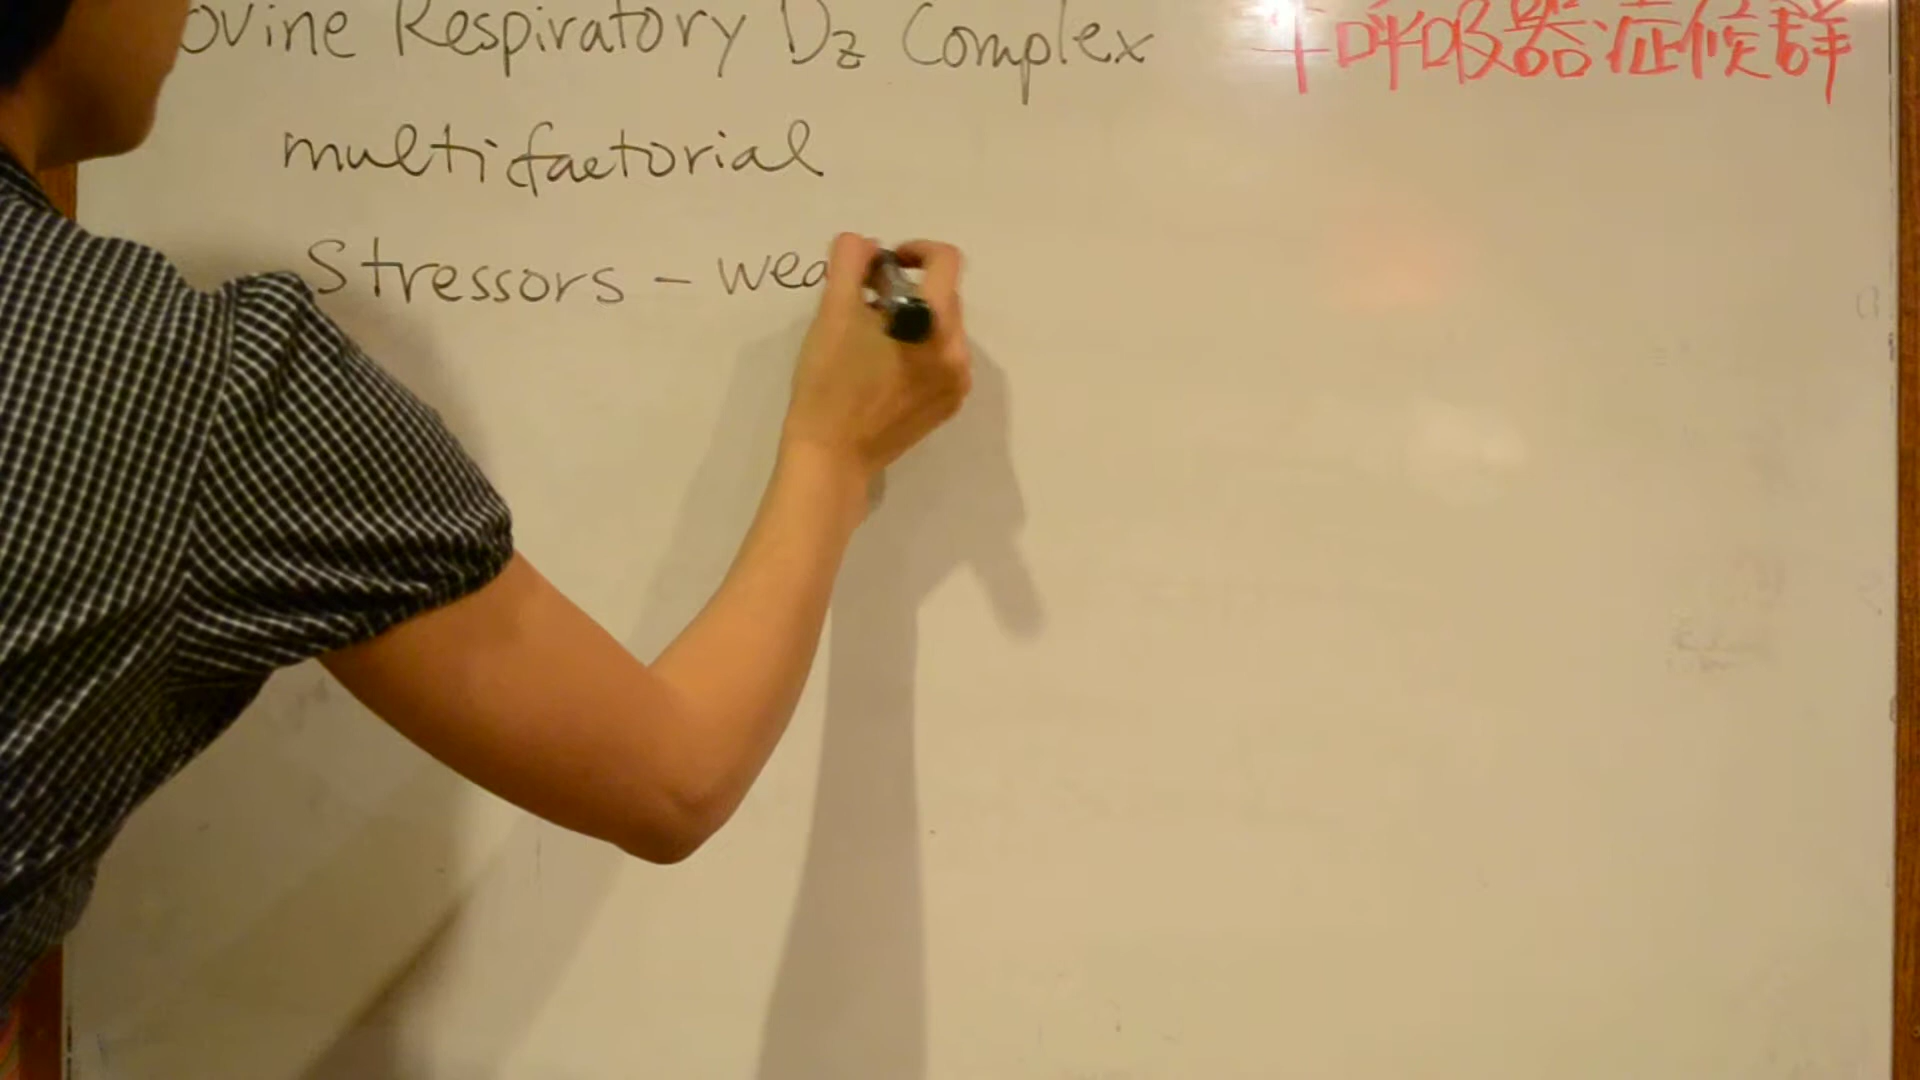 ovine Respiratory Dz Complex 牛呼吸器症候群
multifactorial
Stressors - wea